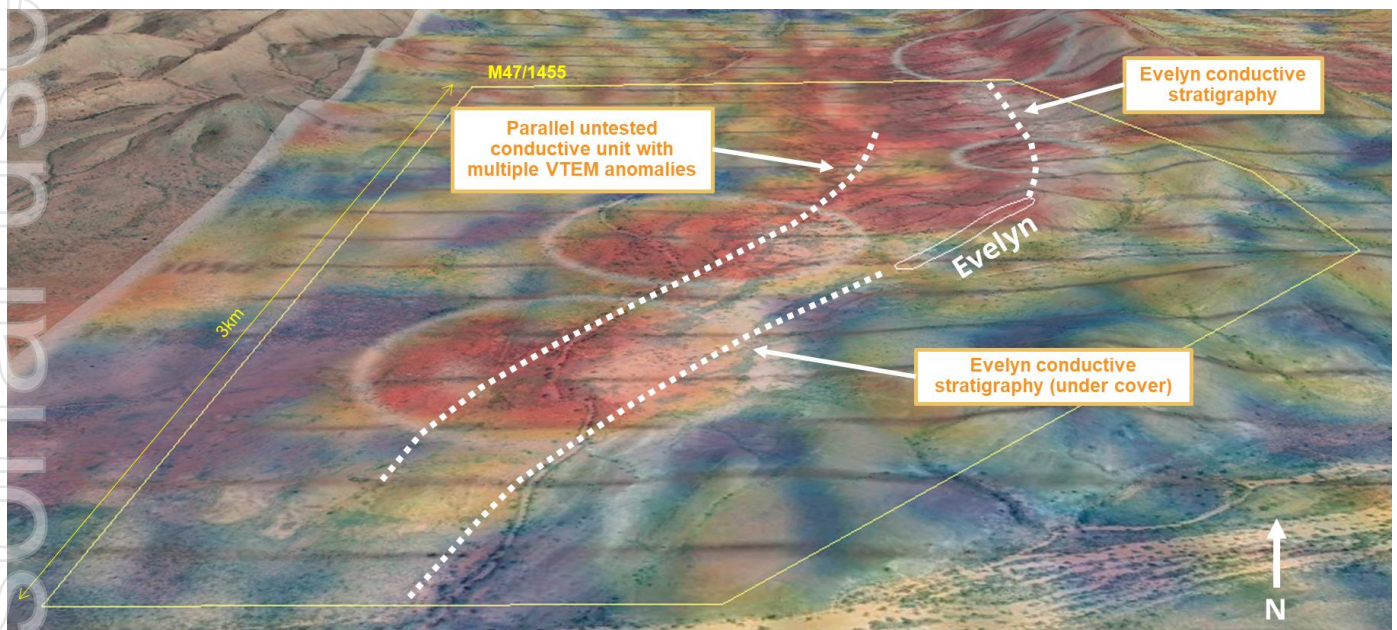 M47/1455
Evelyn conductive
stratigraphy
Parallel untested
conductive unit with
multiple VTEM anomalies
Evelyn
3km
Evelyn conductive
stratigraphy (under cover)
N